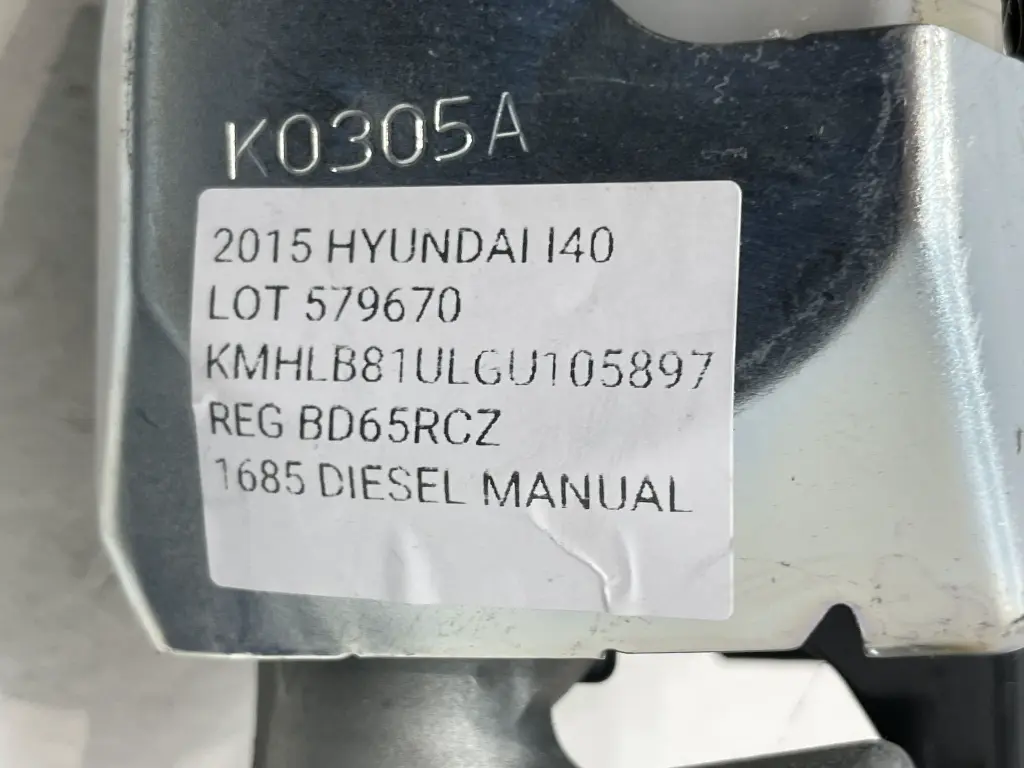 K0305A
2015 HYUNDAI I40
LOT 579670
KMHLB81ULGU105897
REG BD65RCZ
1685 DIESEL MANUAL